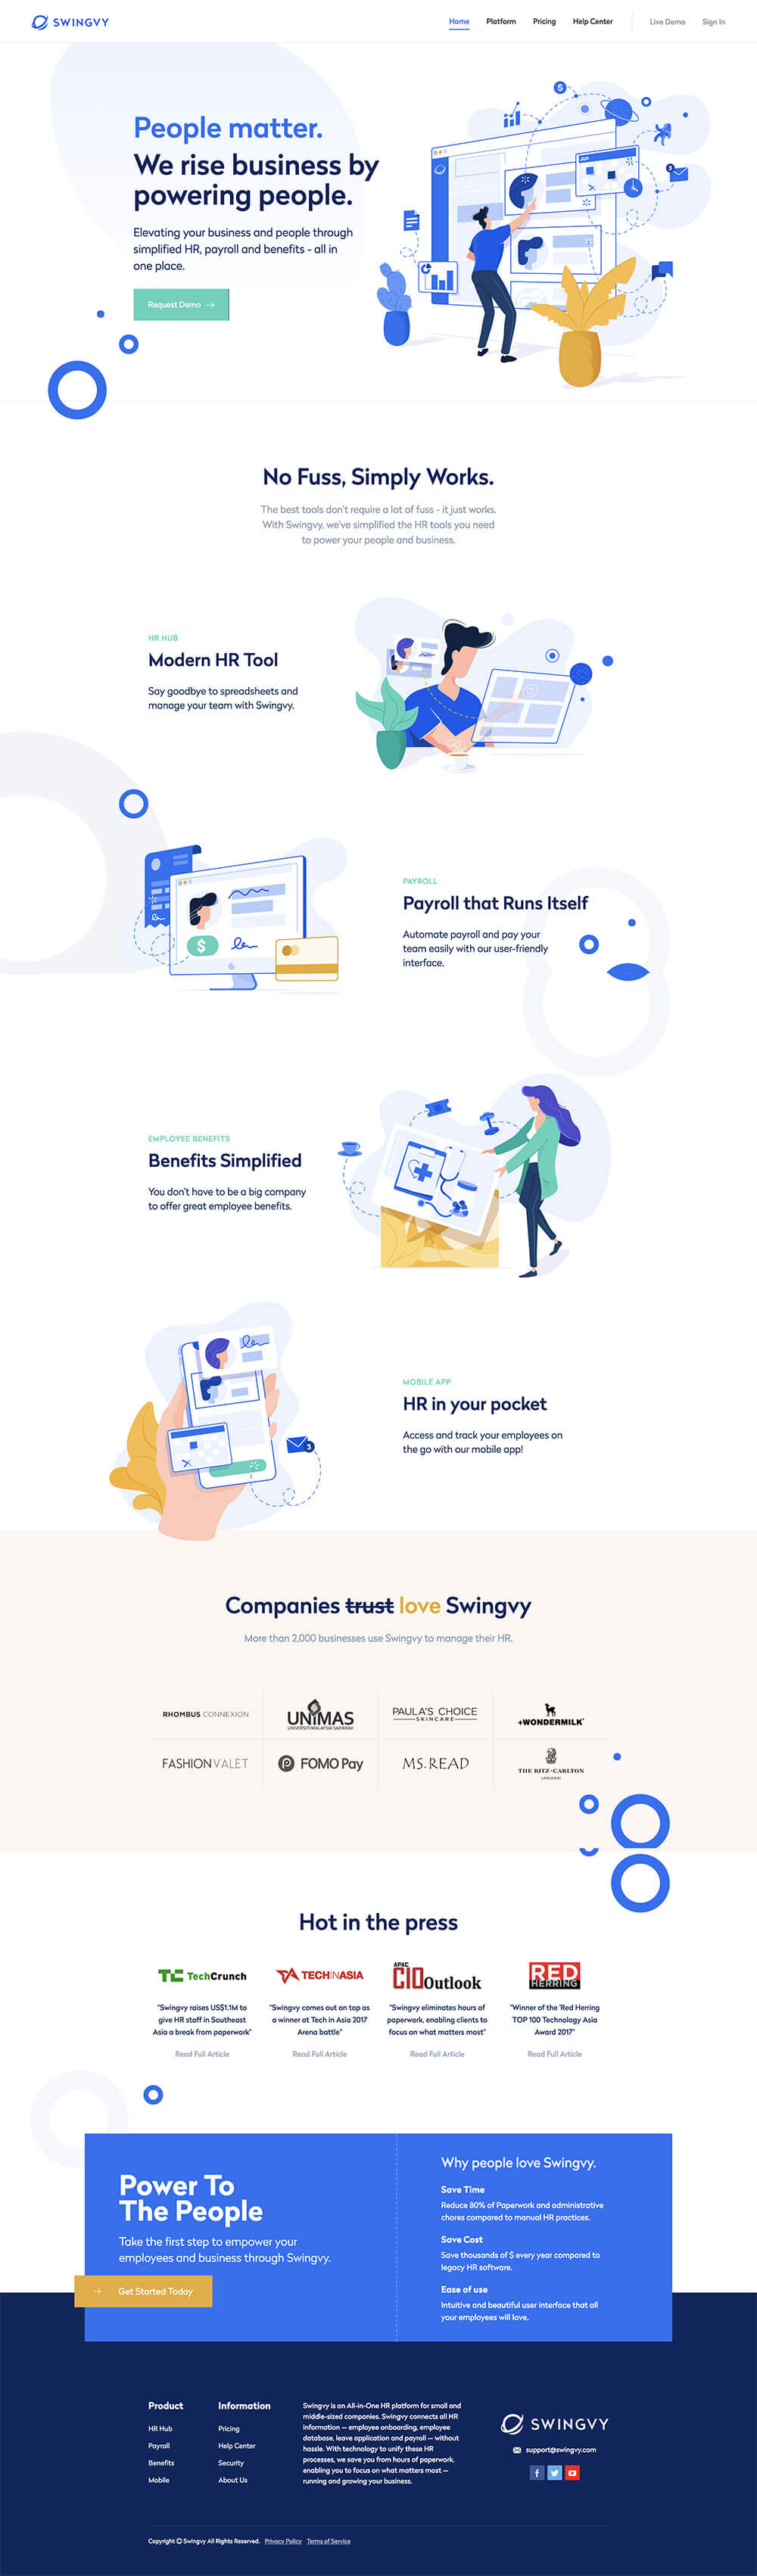 SWINGVY
Home Platform Pricing Help Center Live Demo Sign In
People matter.
We rise business by
powering people.
Elevating your business and people through
simplified HR, payroll and benefits - all in
one place.
Request Demo →
No Fuss, Simply Works.
The best tools don't require a lot of fuss - it just works.
With Swingvy, we've simplified the HR tools you need
to power your people and business.
HR HUB
Modern HR Tool
Say goodbye to spreadsheets and
manage your team with Swingvy.
PAYROLL
Payroll that Runs Itself
Automate payroll and pay your
team easily with our user-friendly
interface.
EMPLOYEE BENEFITS
Benefits Simplified
You don't have to be a big company
to offer great employee benefits.
MOBILE APP
HR in your pocket
Access and track your employees on
the go with our mobile app!
Companies trust love Swingvy
More than 2,000 businesses use Swingvy to manage their HR.
RHOMBUS CONNEXION
UNIMAS
UNIVERSITI MALAYSIA SARAWAK
PAULA'S CHOICE
SKINCARE
+WONDERMILK
FASHIONVALET
FOMO Pay
MS. READ
THE RITZ-CARLTON
LANGKAWI
Hot in the press
TechCrunch
"Swingvy raises US$1.1M to
give HR staff in Southeast
Asia a break from paperwork"
Read Full Article
TECHINASIA
"Swingvy comes out on top as
a winner at Tech in Asia 2017
Arena battle"
Read Full Article
APAC
CIOOutlook
"Swingvy eliminates hours of
paperwork, enabling clients to
focus on what matters most"
Read Full Article
RED
HERRING
"Winner of the 'Red Herring
TOP 100 Technology Asia
Award 2017"
Read Full Article
Power To
The People
Take the first step to empower your
employees and business through Swingvy.
→ Get Started Today
Why people love Swingvy.
Save Time
Reduce 80% of Paperwork and administrative
chores compared to manual HR practices.
Save Cost
Save thousands of $ every year compared to
legacy HR software.
Ease of use
Intuitive and beautiful user interface that all
your employees will love.
Product
HR Hub
Payroll
Benefits
Mobile
Information
Pricing
Help Center
Security
About Us
Swingvy is an All-in-One HR platform for small and
middle-sized companies. Swingvy connects all HR
information — employee onboarding, employee
database, leave application and payroll — without
hassle. With technology to unify these HR
processes, we save you from hours of paperwork,
enabling you to focus on what matters most —
running and growing your business.
SWINGVY
support@swingvy.com
Copyright © Swingvy All Rights Reserved. Privacy Policy Terms of Service